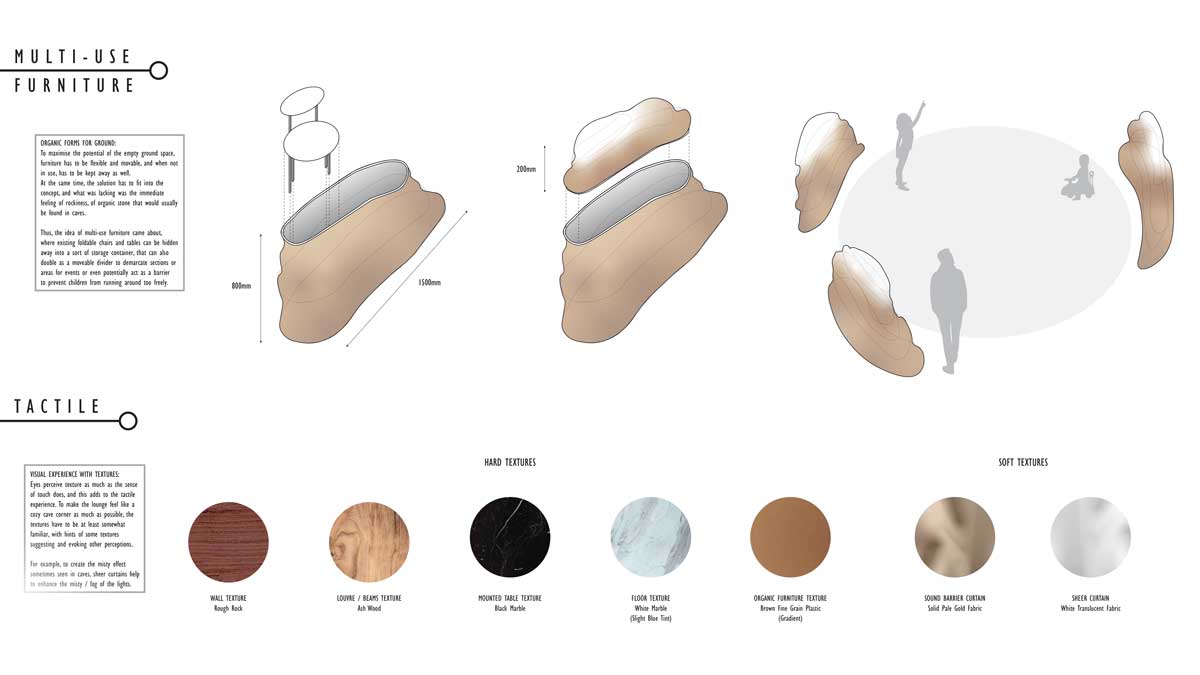 MULTI-USE
FURNITURE
ORGANIC FORMS FOR GROUND:
To maximise the potential of the empty ground space,
furniture has to be flexible and movable, and when not
in use, has to be kept away as well.
At the same time, the solution has to fit into the
concept, and what was lacking was the immediate
feeling of rockiness, of organic stone that would usually
be found in caves.
Thus, the idea of multi-use furniture came about,
where existing foldable chairs and tables can be hidden
away into a sort of storage container, that can also
double as a moveable divider to demarcate sections or
areas for events or even potentially act as a barrier
to prevent children from running around too freely.
800mm
1500mm
200mm
TACTILE
VISUAL EXPERIENCE WITH TEXTURES:
Eyes perceive texture as much as the sense
of touch does, and this adds to the tactile
experience. To make the lounge feel like a
cozy cave corner as much as possible, the
textures have to be at least somewhat
familiar, with hints of some textures
suggesting and evoking other perceptions.
For example, to create the misty effect
sometimes seen in caves, sheer curtains help
to enhance the misty / fog of the lights.
HARD TEXTURES
SOFT TEXTURES
WALL TEXTURE
Rough Rock
LOUVRE / BEAMS TEXTURE
Ash Wood
MOUNTED TABLE TEXTURE
Black Marble
FLOOR TEXTURE
White Marble
(Slight Blue Tint)
ORGANIC FURNITURE TEXTURE
Brown Fine Grain Plastic
(Gradient)
SOUND BARRIER CURTAIN
Solid Pale Gold Fabric
SHEER CURTAIN
White Translucent Fabric